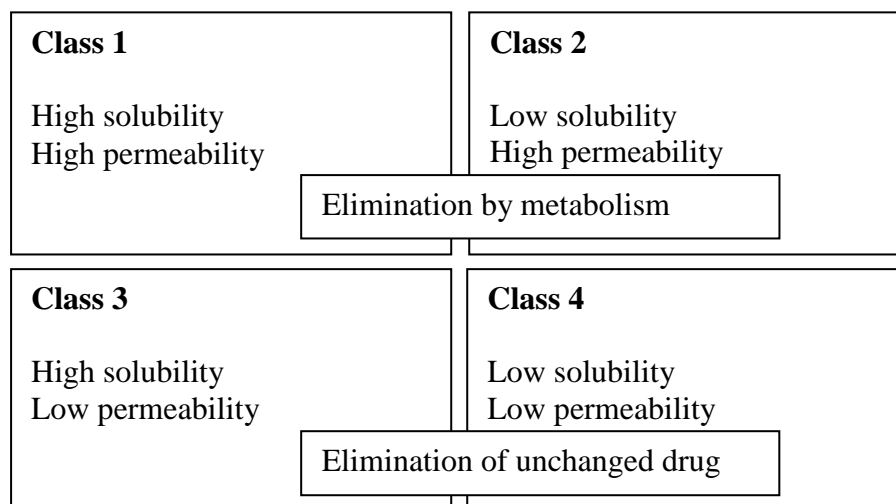 Class 1
High solubility
High permeability
Class 2
Low solubility
High permeability
Elimination by metabolism
Class 3
High solubility
Low permeability
Class 4
Low solubility
Low permeability
Elimination of unchanged drug